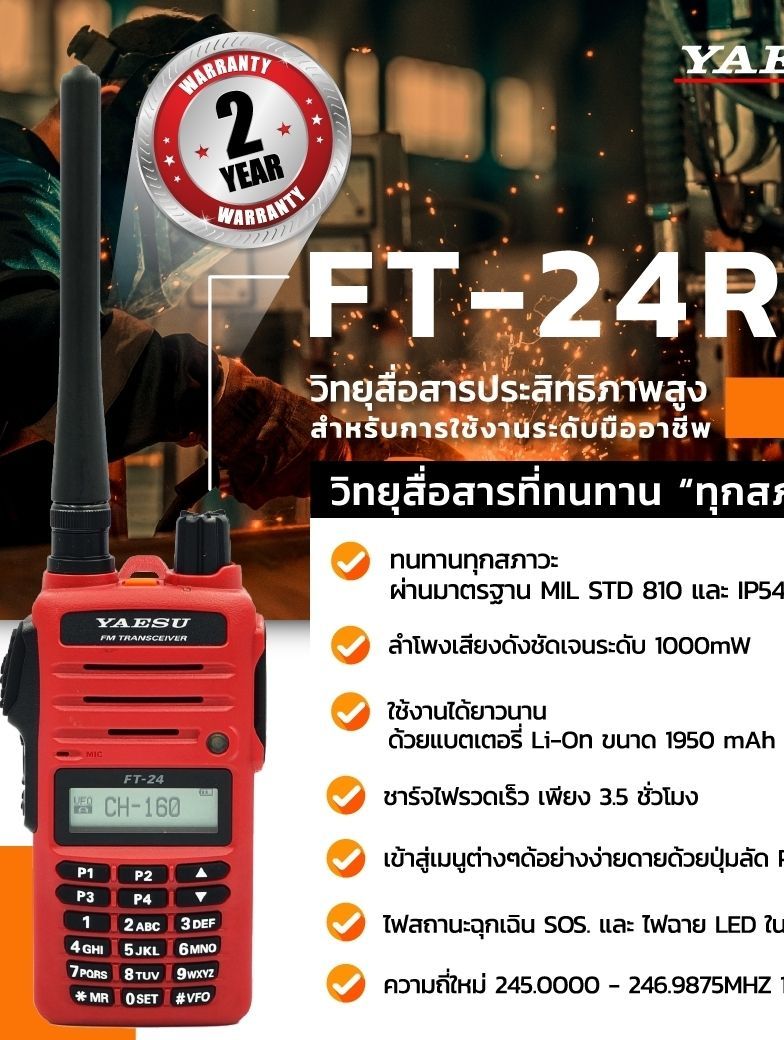 YAE
WARRANTY
2
YEAR
WARRANTY
FT-24R
วิทยุสื่อสารประสิทธิภาพสูง
สำหรับการใช้งานระดับมืออาชีพ
วิทยุสื่อสารที่ทนทาน “ทุกสภ
ทนทานทุกสภาวะ
ผ่านมาตรฐาน MIL STD 810 และ IP54
ลำโพงเสียงดังชัดเจนระดับ 1000mW
ใช้งานได้ยาวนาน
ด้วยแบตเตอรี่ Li-On ขนาด 1950 mAh
ชาร์จไฟรวดเร็ว เพียง 3.5 ชั่วโมง
เข้าสู่เมนูต่างๆด้อย่างง่ายดายด้วยปุ่มลัด P
ไฟสถานะฉุกเฉิน SOS. และ ไฟฉาย LED ใน
ความถี่ใหม่ 245.0000 - 246.9875MHZ 1
YAESU
FM TRANSCEIVER
MIC
FT-24
VFO
CH-160
P1 P2 ▲
P3 P4 ▼
1 2ABC 3DEF
4GHI 5JKL 6MNO
7PQRS 8TUV 9WXYZ
*MR 0SET #VFO